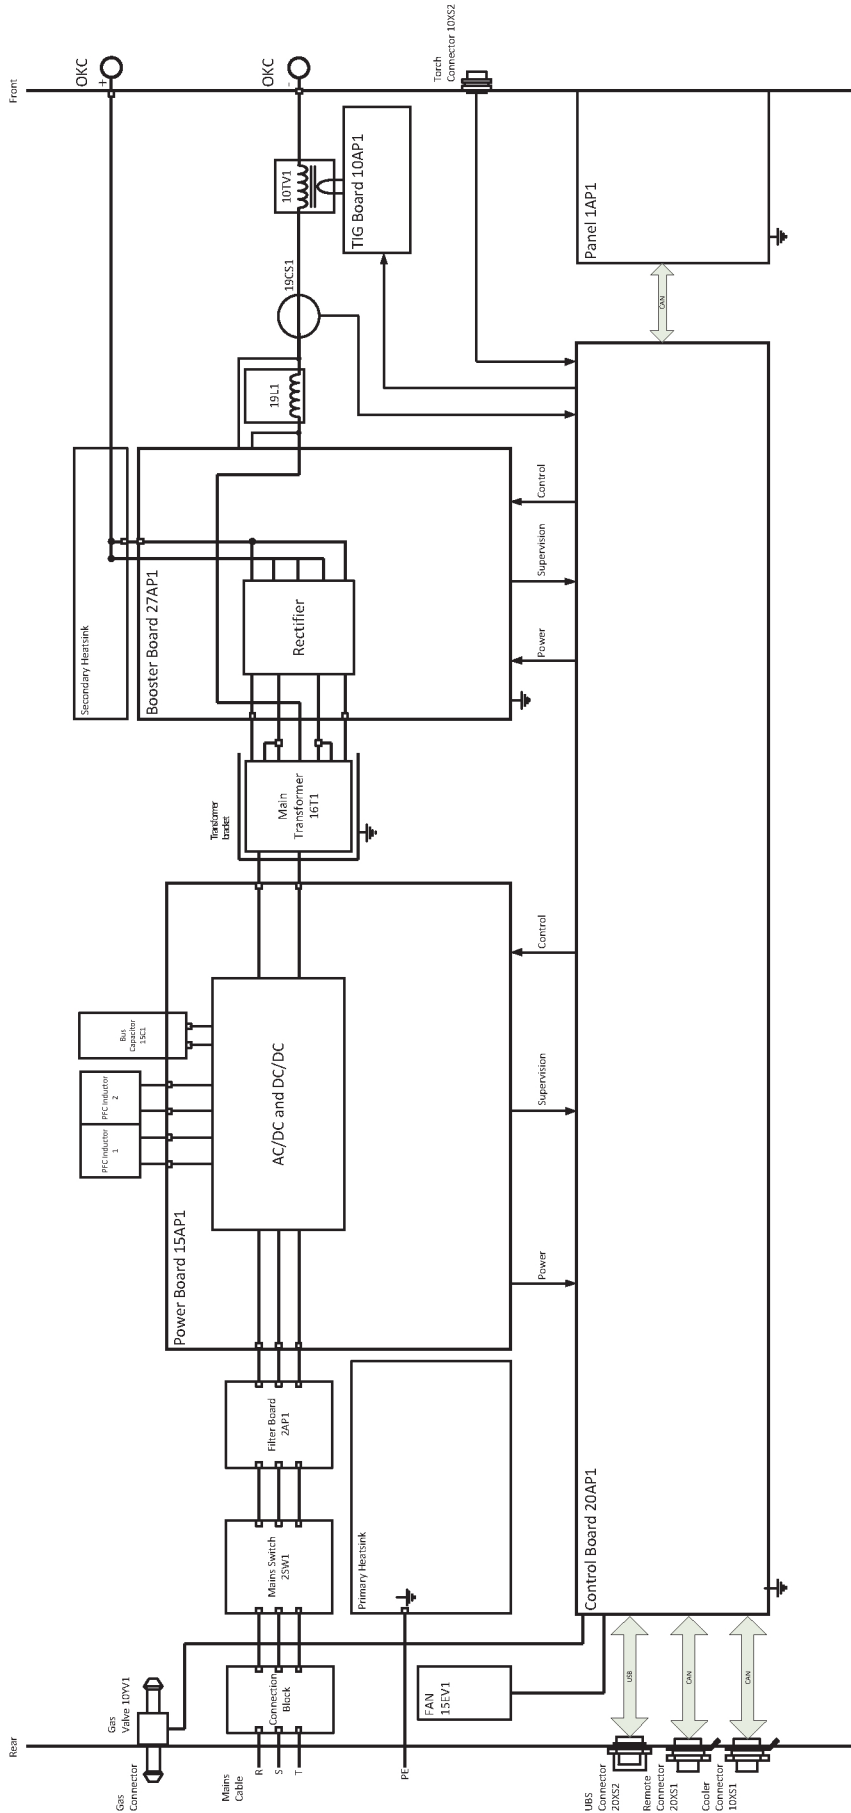 Front
OKC
+
OKC
-
Torch
Connector 10XS2
10TV1
TIG Board 10AP1
Panel 1AP1
19CS1
CAN
19L1
Secondary Heatsink
Booster Board 27AP1
Rectifier
Control
Supervision
Power
Transformer
bracket
Main
Transformer
16T1
Control
Supervision
Power
Bus
Capacitor
15C1
PFC Inductor
2
PFC Inductor
1
AC/DC and DC/DC
Power Board 15AP1
Filter Board
2AP1
Mains Switch
2SW1
Primary Heatsink
Control Board 20AP1
Connection
Block
FAN
15EV1
USB
CAN
CAN
Gas
Valve 10YV1
Rear
Gas
Connector
Mains
Cable
R
S
T
PE
UBS
Connector
20XS2
Remote
Connector
20XS1
Cooler
Connector
10XS1